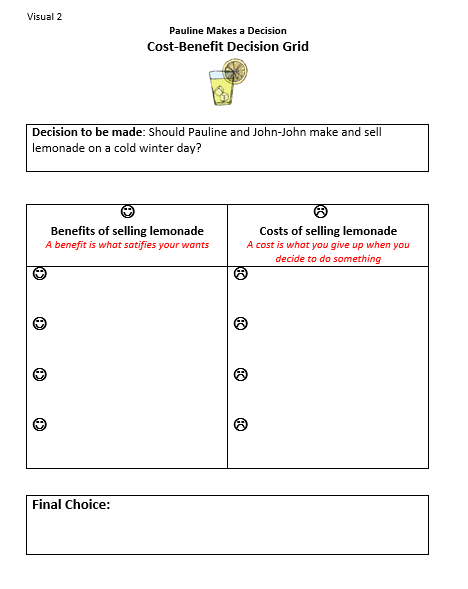 Visual 2
Pauline Makes a Decision
Cost-Benefit Decision Grid
Decision to be made: Should Pauline and John-John make and sell
lemonade on a cold winter day?
Benefits of selling lemonade
A benefit is what satifies your wants
Costs of selling lemonade
A cost is what you give up when you
decide to do something
Final Choice: